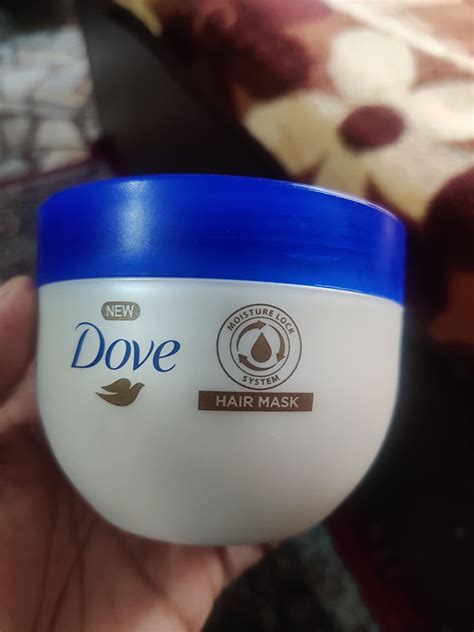 NEW
Dove
MOISTURE LOCK
SYSTEM
HAIR MASK